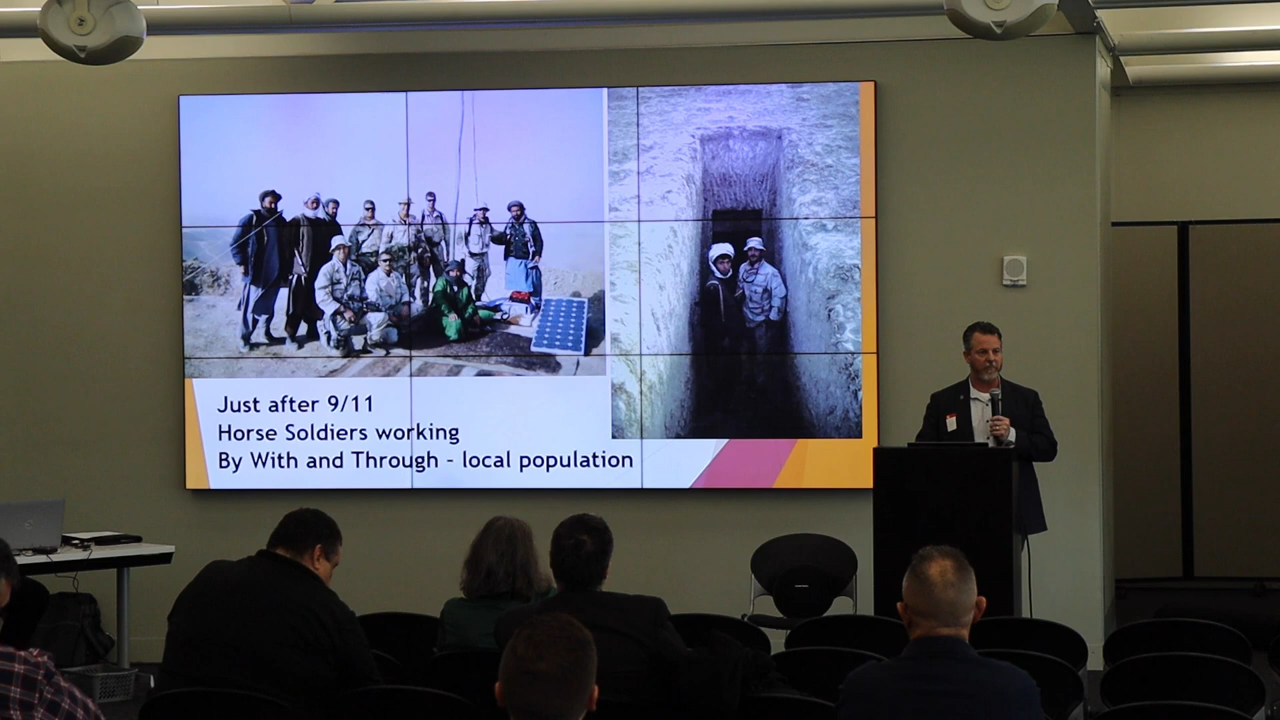 Just after 9/11
Horse Soldiers working
By With and Through - local population